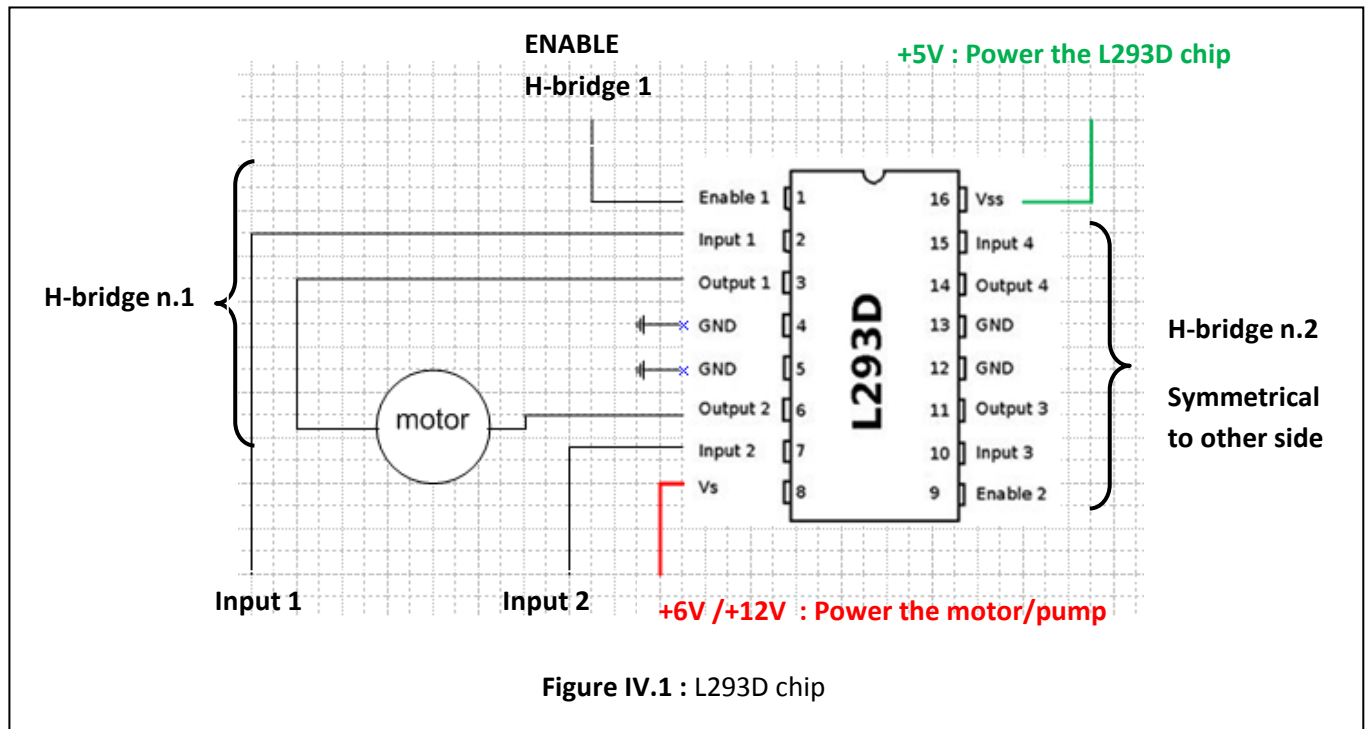 ENABLE
H-bridge 1
+5V : Power the L293D chip
H-bridge n.1
Enable 1
Input 1
Output 1
GND
GND
Output 2
Input 2
Vs
1
2
3
4
5
6
7
8
L293D
16
15
14
13
12
11
10
9
Vss
Input 4
Output 4
GND
GND
Output 3
Input 3
Enable 2
motor
H-bridge n.2
Symmetrical
to other side
Input 1
Input 2
+6V /+12V : Power the motor/pump
Figure IV.1 : L293D chip